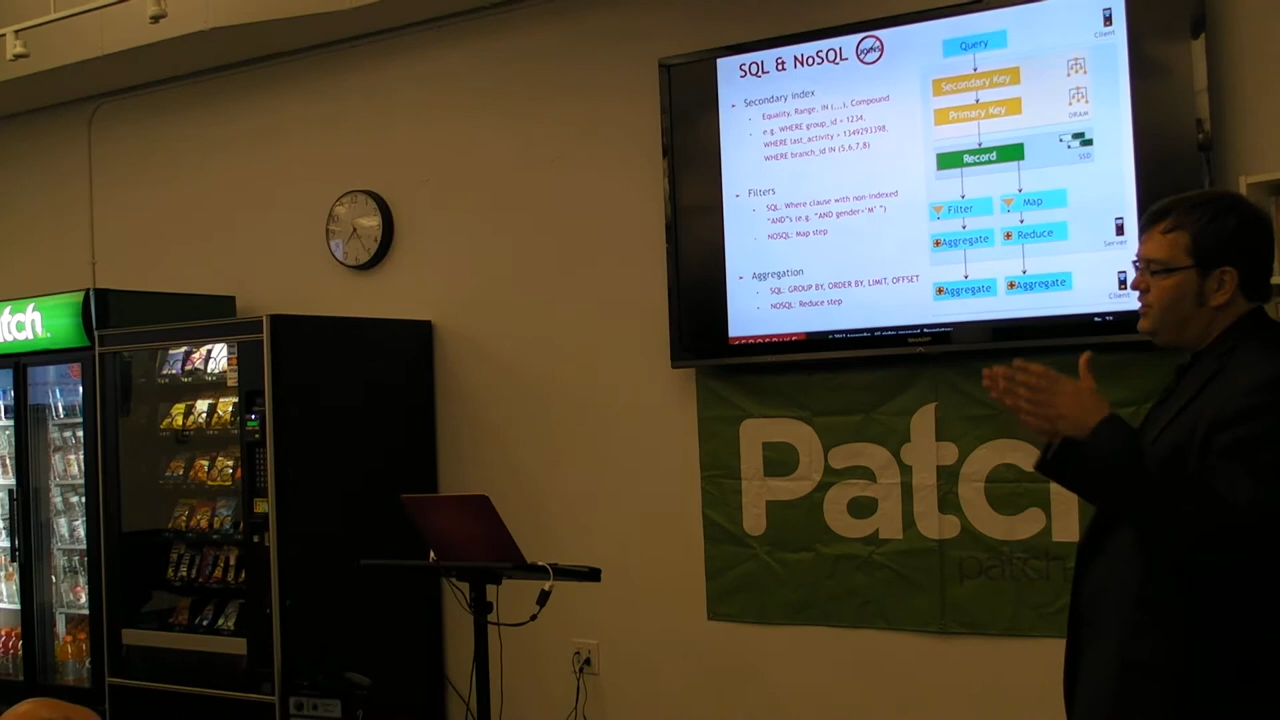 SQL & NoSQL
JOINS
Secondary index
Equality, Range, IN (...), Compound
e.g. WHERE group_id = 1234,
WHERE last_activity > 1349293398,
WHERE branch_id IN (5,6,7,8)
Filters
SQL: Where clause with non-indexed
"AND"s (e.g. "AND gender='M' ")
NOSQL: Map step
Aggregation
SQL: GROUP BY, ORDER BY, LIMIT, OFFSET
NOSQL: Reduce step
Client
Query
Secondary Key
Primary Key
DRAM
Record
SSD
Filter
Map
Aggregate
Reduce
Server
Aggregate
Aggregate
Client
AEROSPIKE
SHARP
tch
Patch
patch